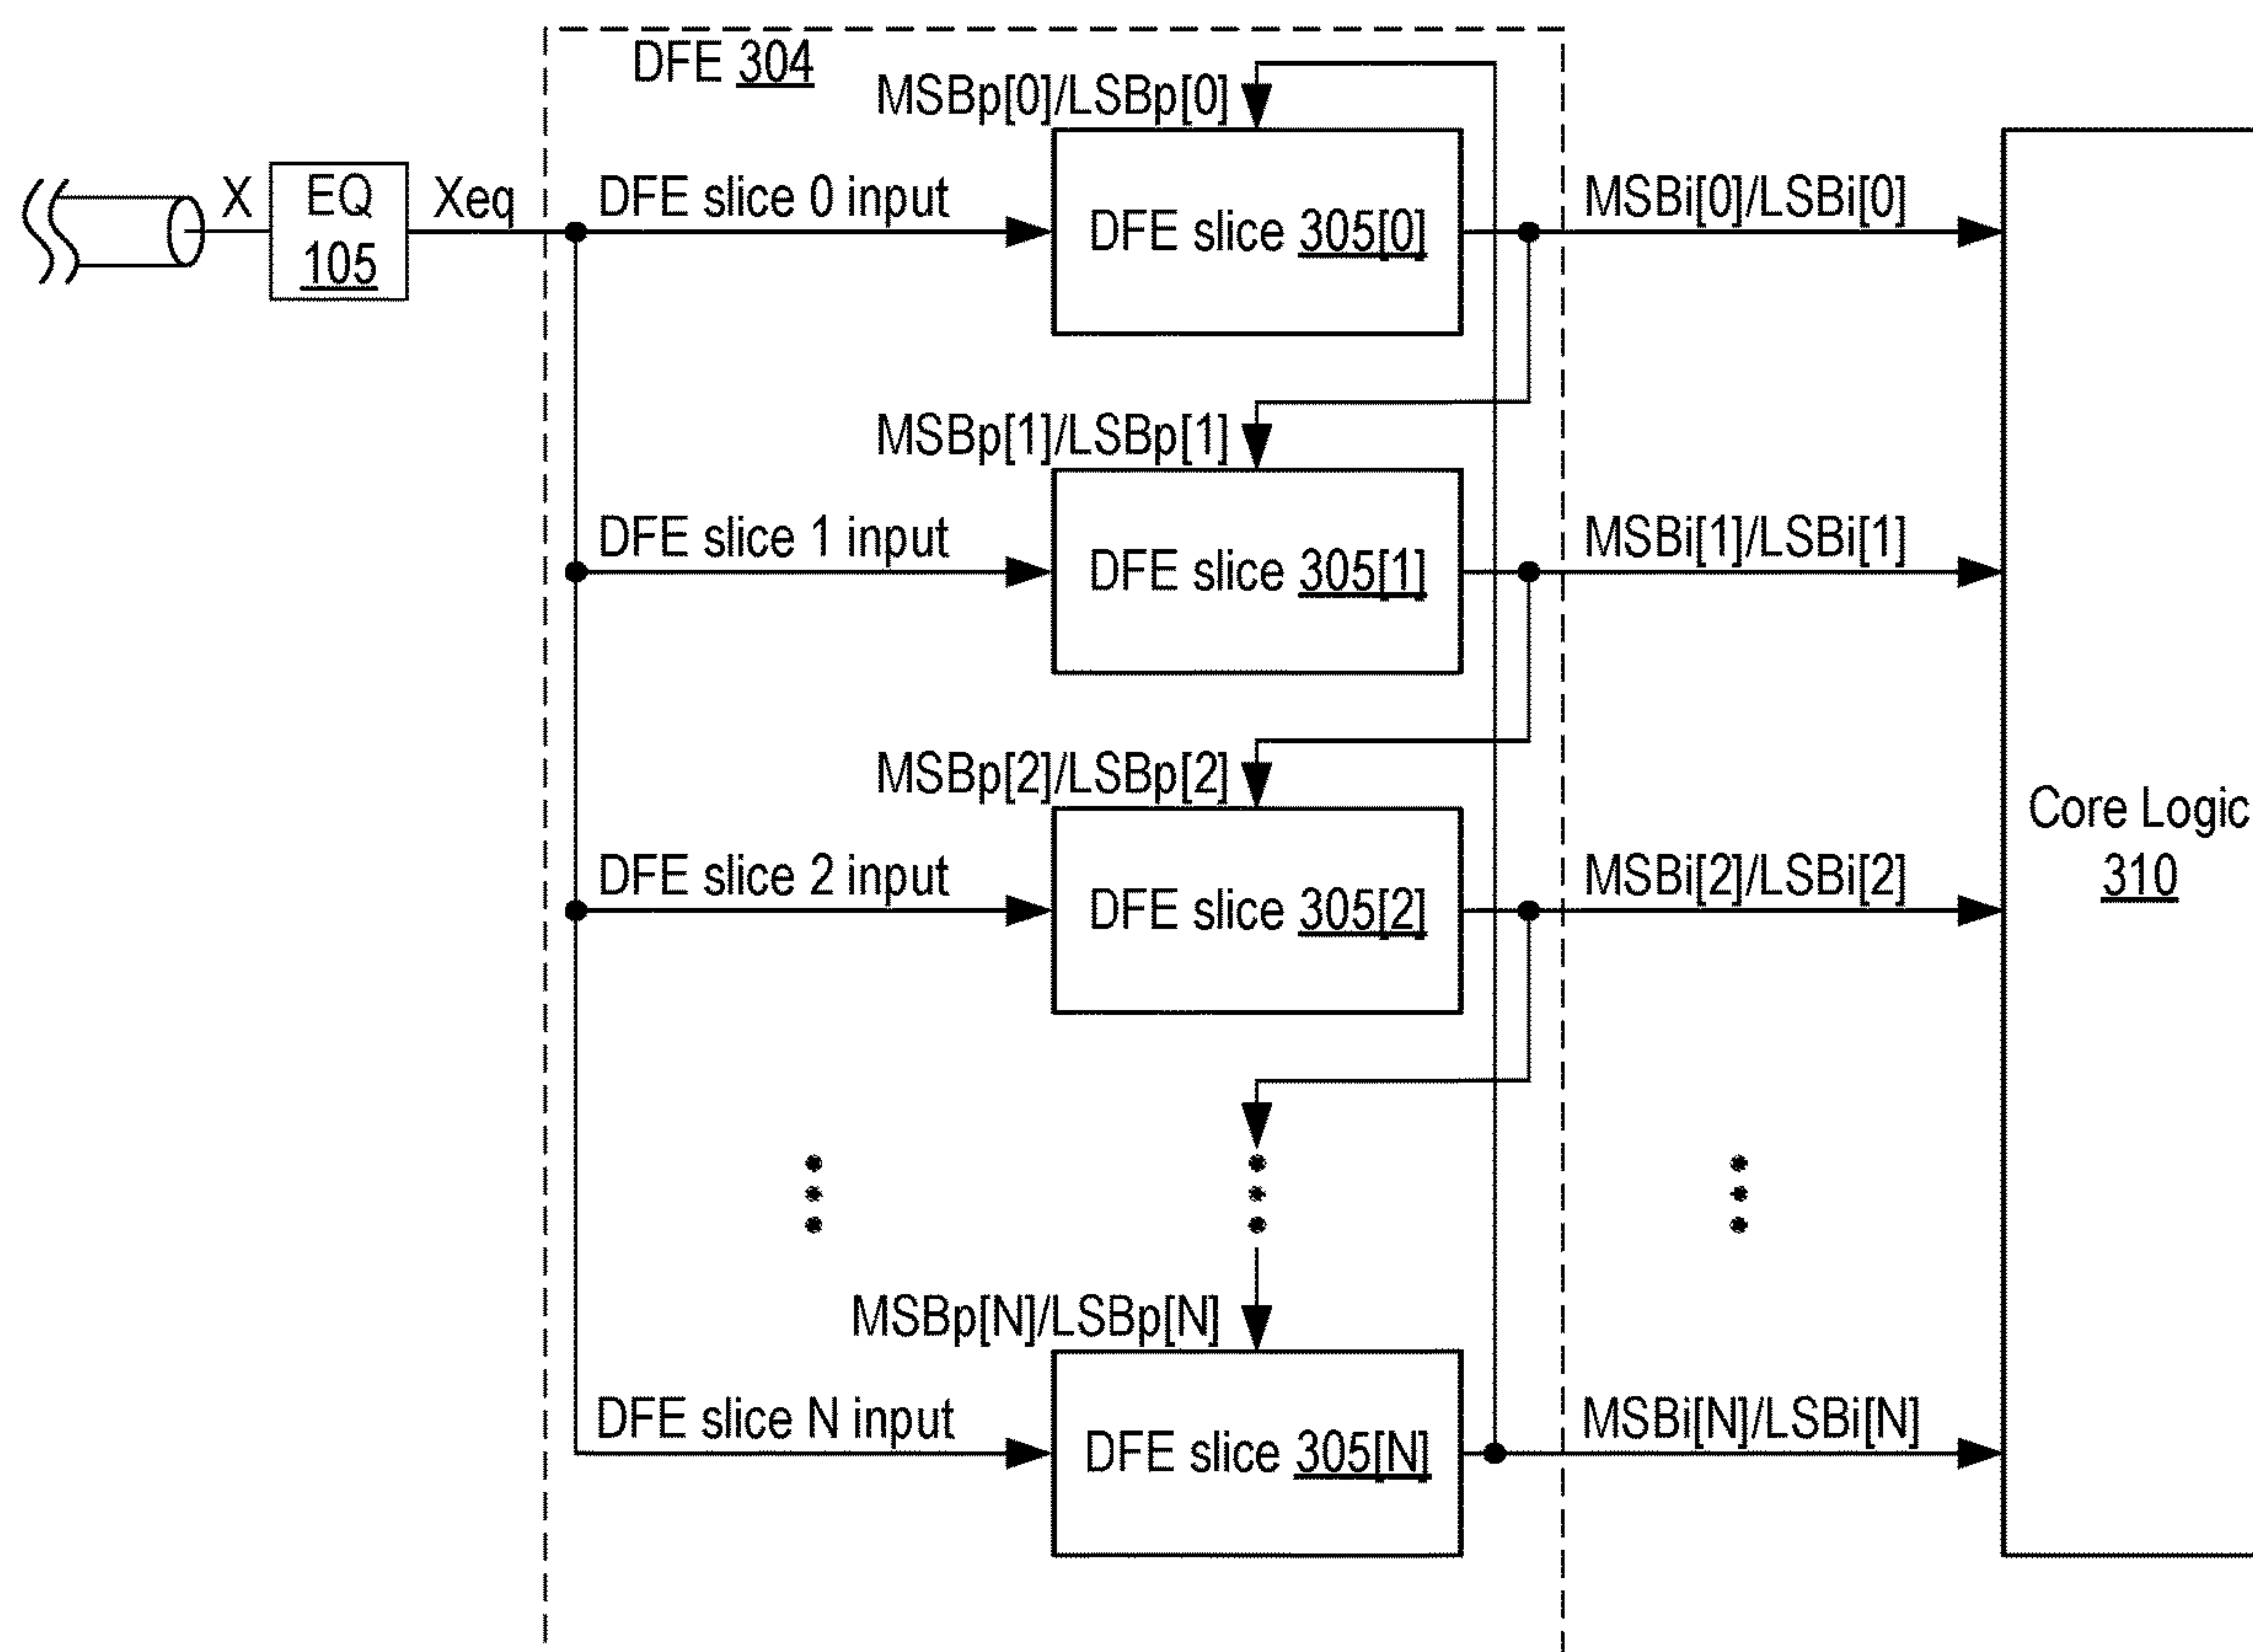 DFE 304
MSBp[0]/LSBp[0]
X
EQ
105
Xeq
DFE slice 0 input
DFE slice 305[0]
MSBi[0]/LSBi[0]
MSBp[1]/LSBp[1]
DFE slice 1 input
DFE slice 305[1]
MSBi[1]/LSBi[1]
MSBp[2]/LSBp[2]
Core Logic
310
DFE slice 2 input
DFE slice 305[2]
MSBi[2]/LSBi[2]
MSBp[N]/LSBp[N]
DFE slice N input
DFE slice 305[N]
MSBi[N]/LSBi[N]